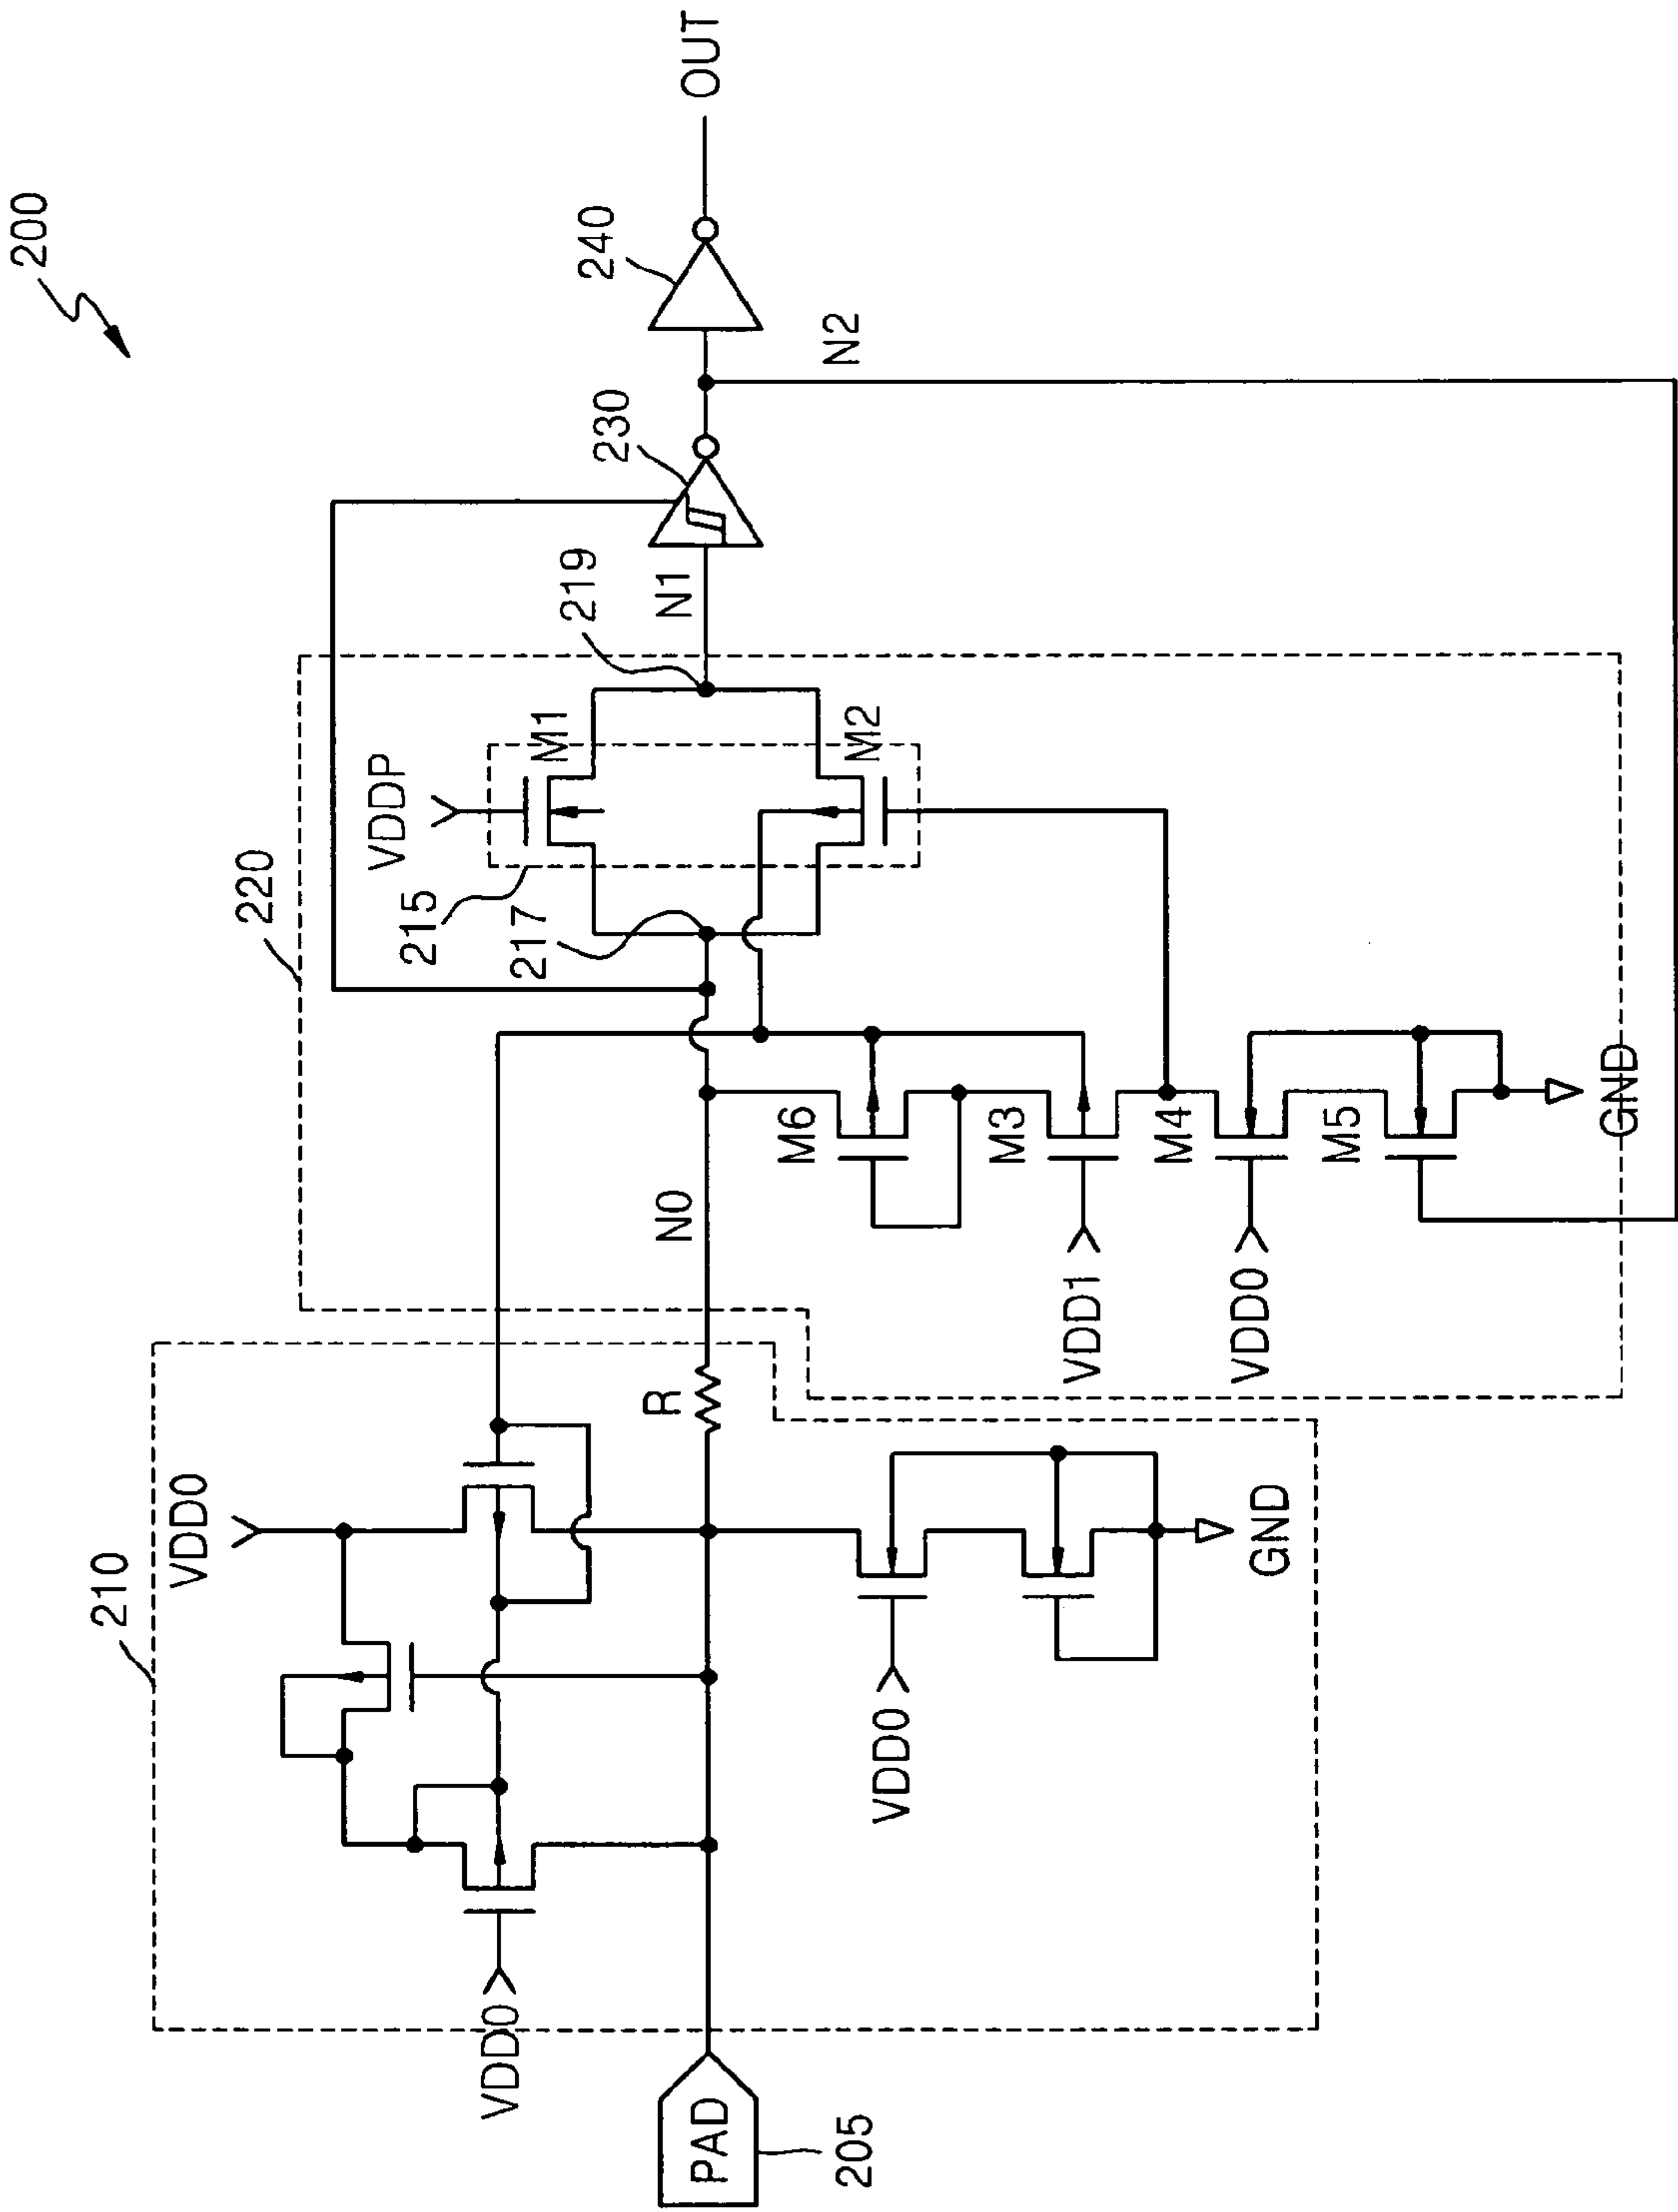 200
210
VDD0
VDD0
PAD
205
R
VDD0
GND
220
N0
215
217
VDDP
M1
M2
219
N1
230
N2
240
OUT
M6
M3
VDD1
M4
VDD0
M5
GND